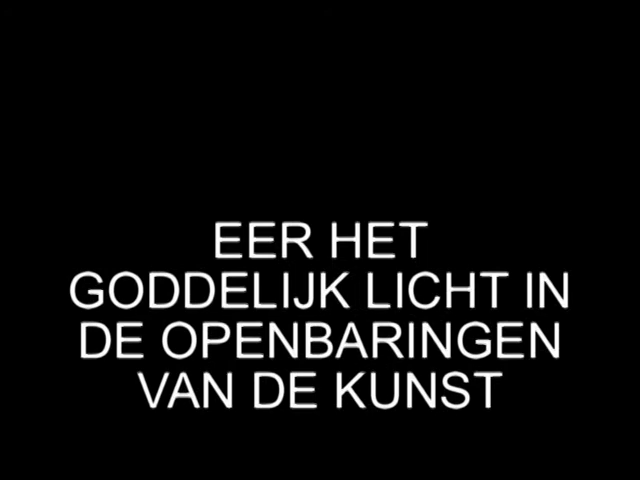 EER HET
GODDELIJK LICHT IN
DE OPENBARINGEN
VAN DE KUNST